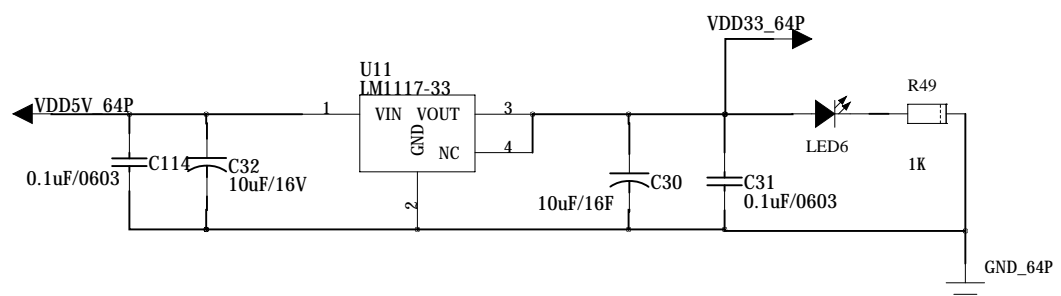 VDD33_64P
U11
LM1117-33
R49
VDD5V_64P
1
VIN
VOUT
3
GND
NC
4
LED6
C114
C32
0.1uF/0603
10uF/16V
1K
2
C30
C31
10uF/16F
0.1uF/0603
GND_64P